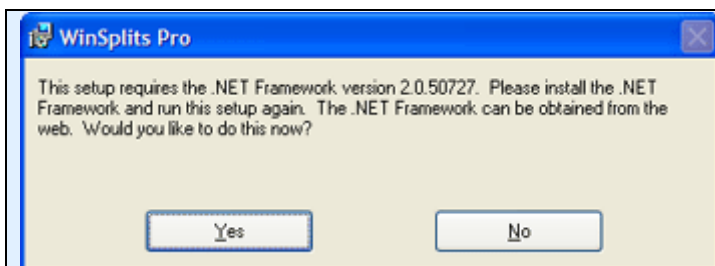 WinSplits Pro
This setup requires the .NET Framework version 2.0.50727. Please install the .NET
Framework and run this setup again. The .NET Framework can be obtained from the
web. Would you like to do this now?
Yes
No